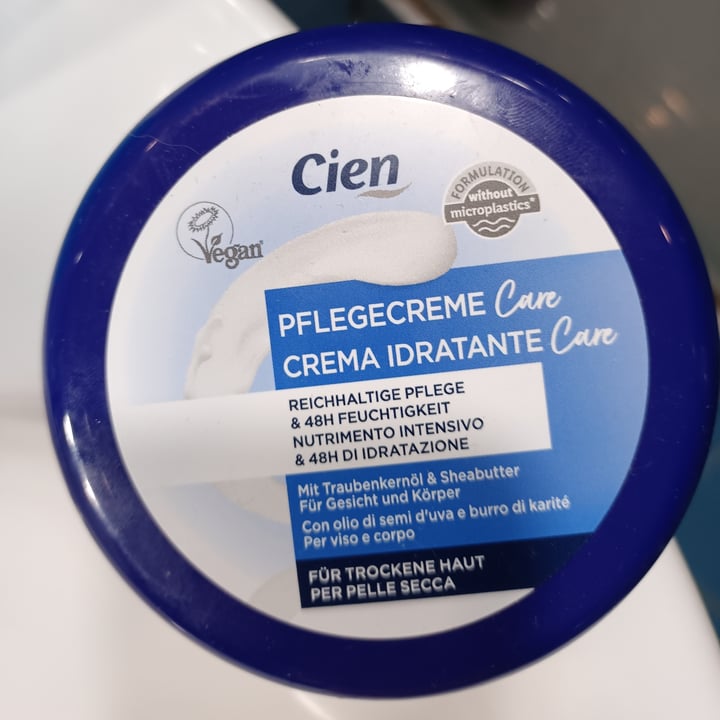 Cien
FORMULATION
without
microplastics*
Vegan
PFLEGECREME Care
CREMA IDRATANTE Care
REICHHALTIGE PFLEGE
& 48H FEUCHTIGKEIT
NUTRIMENTO INTENSIVO
& 48H DI IDRATAZIONE
Mit Traubenkernöl & Sheabutter
Für Gesicht und Körper
Con olio di semi d'uva e burro di karité
Per viso e corpo
FÜR TROCKENE HAUT
PER PELLE SECCA